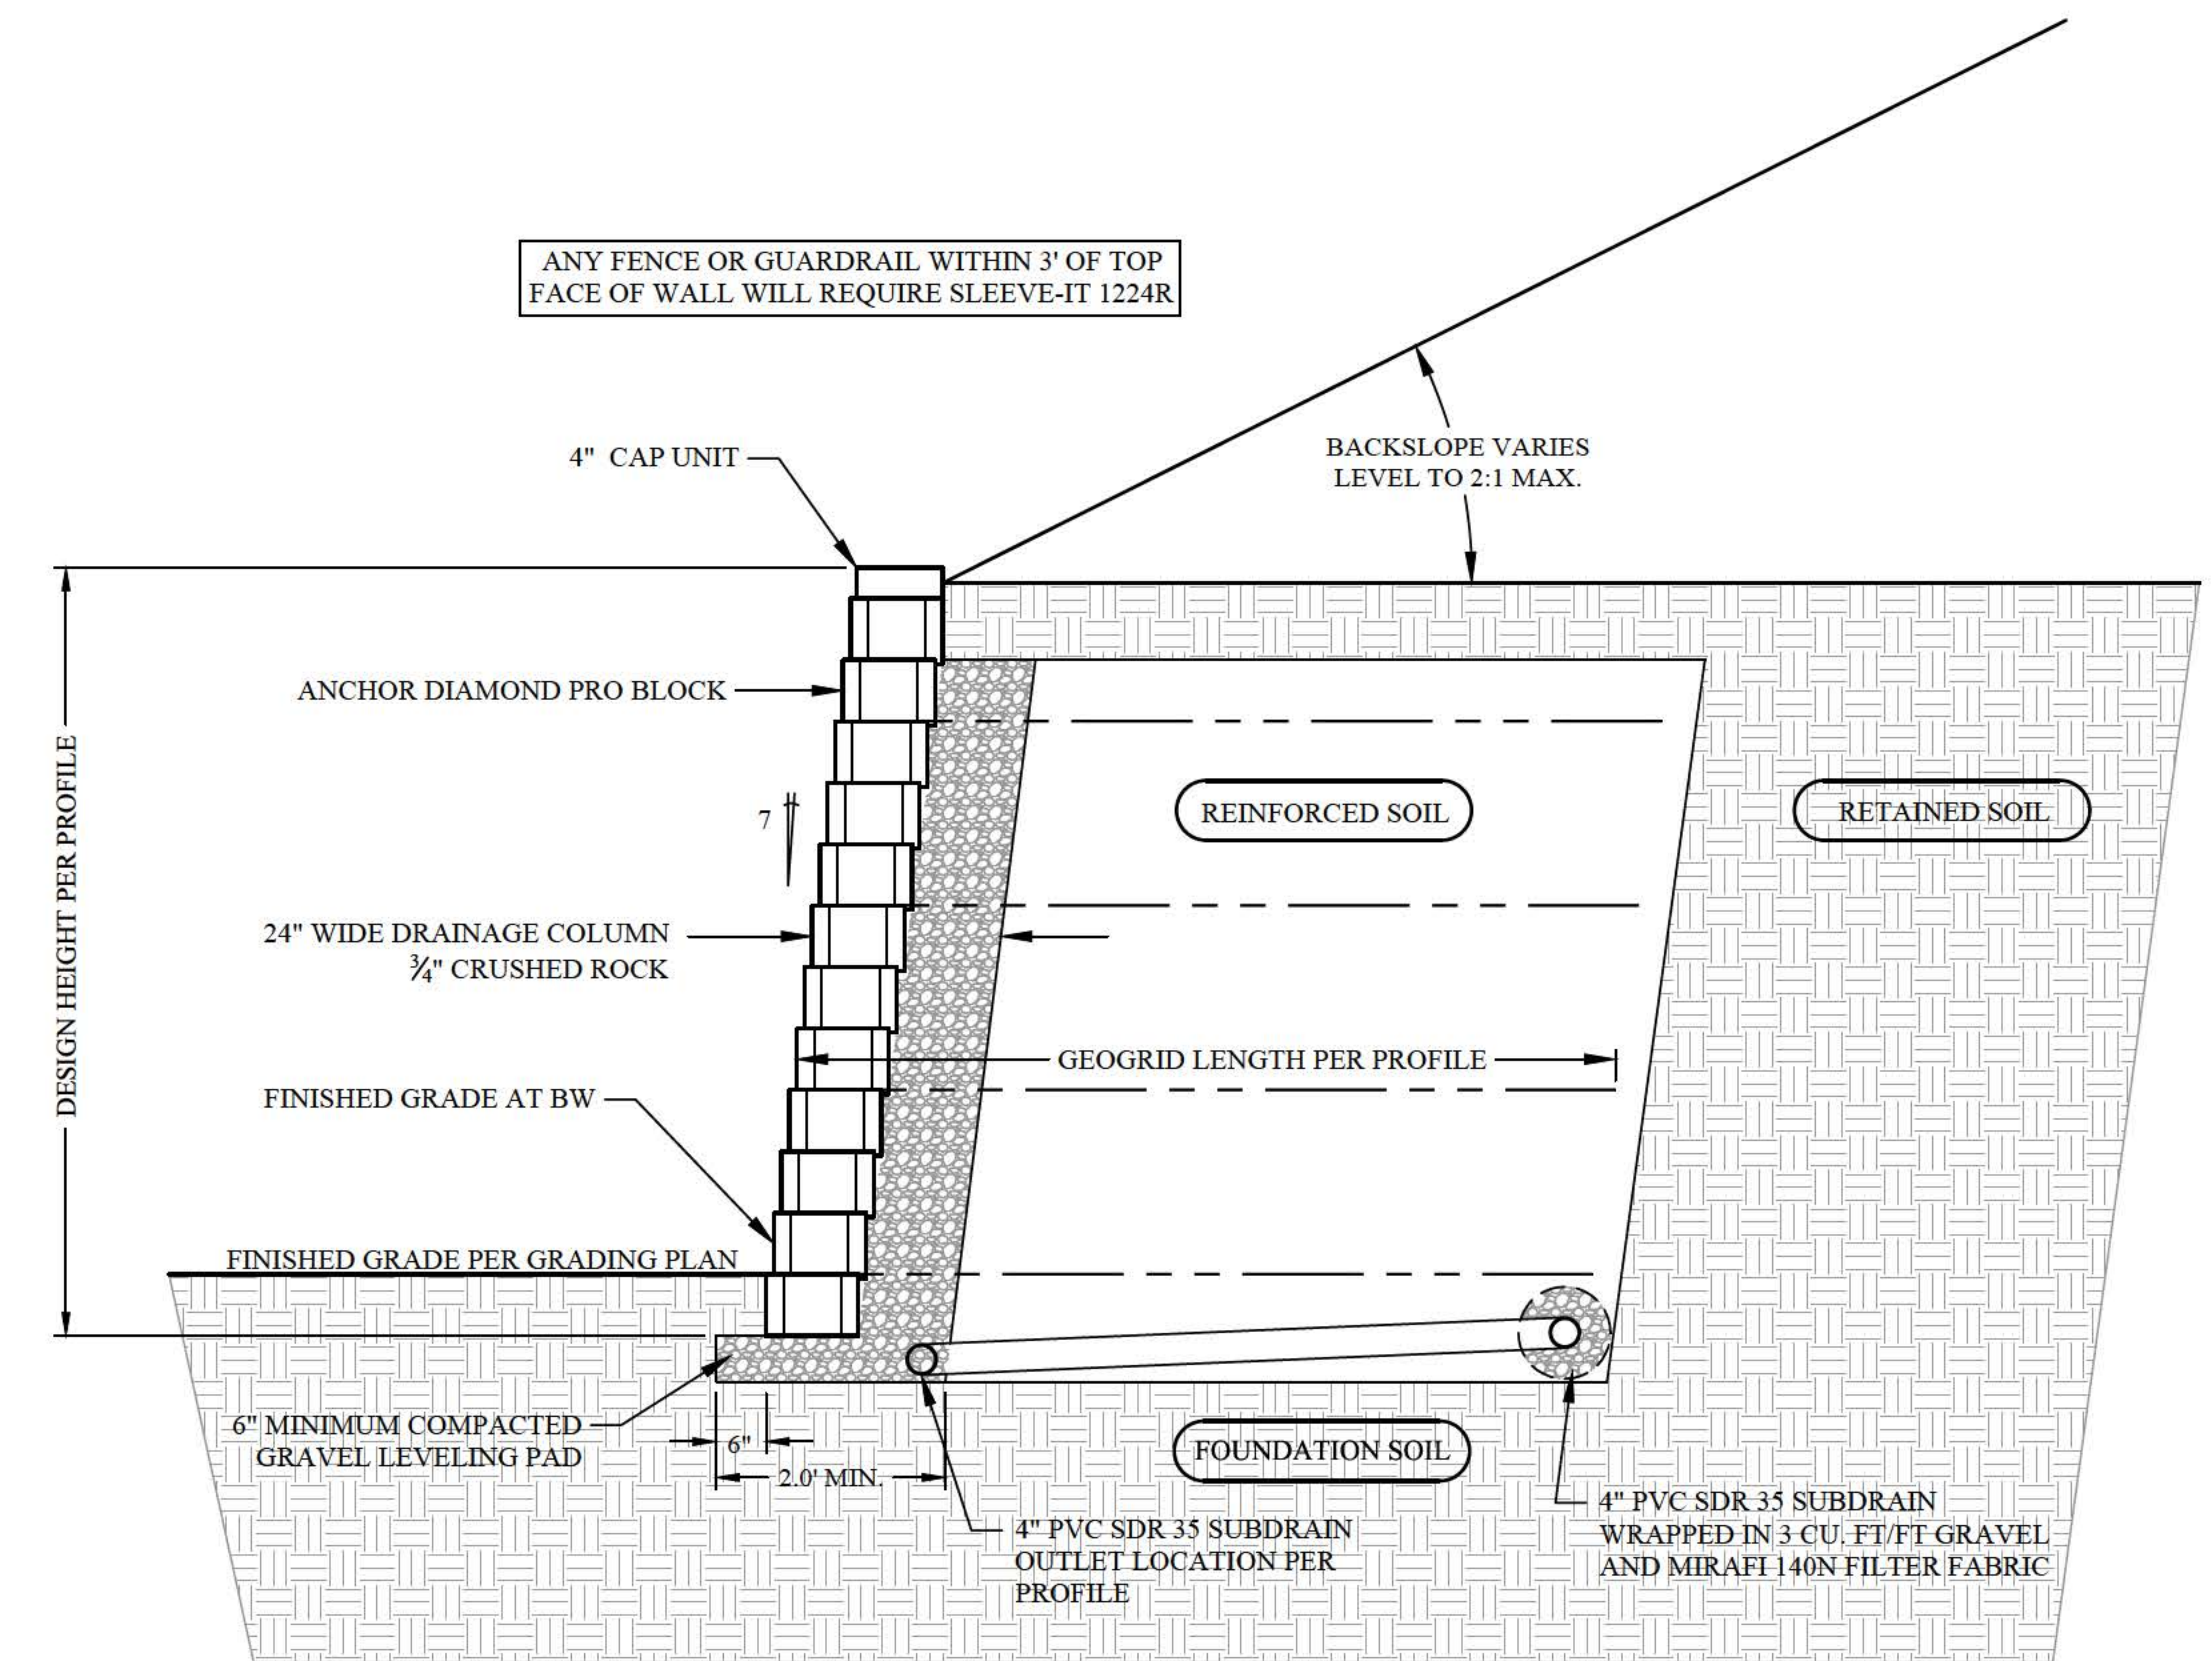 ANY FENCE OR GUARDRAIL WITHIN 3' OF TOP
FACE OF WALL WILL REQUIRE SLEEVE-IT 1224R
4" CAP UNIT
BACKSLOPE VARIES
LEVEL TO 2:1 MAX.
ANCHOR DIAMOND PRO BLOCK
DESIGN HEIGHT PER PROFILE
7
REINFORCED SOIL
RETAINED SOIL
24" WIDE DRAINAGE COLUMN
¾" CRUSHED ROCK
GEOGRID LENGTH PER PROFILE
FINISHED GRADE AT BW
FINISHED GRADE PER GRADING PLAN
6" MINIMUM COMPACTED
GRAVEL LEVELING PAD
6"
2.0' MIN.
FOUNDATION SOIL
4" PVC SDR 35 SUBDRAIN
OUTLET LOCATION PER
PROFILE
4" PVC SDR 35 SUBDRAIN
WRAPPED IN 3 CU. FT/FT GRAVEL
AND MIRAFI 140N FILTER FABRIC